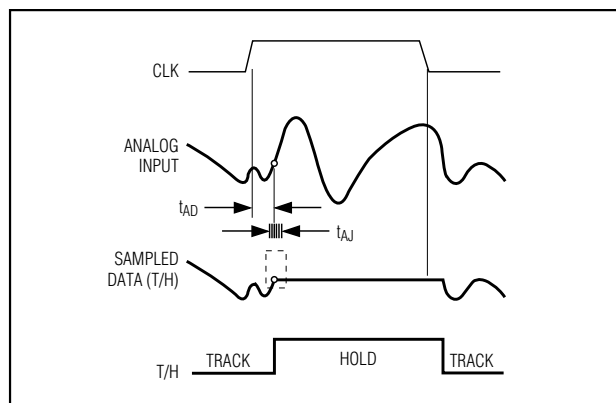 CLK
ANALOG
INPUT
tAD
tAJ
SAMPLED
DATA (T/H)
TRACK
HOLD
TRACK
T/H